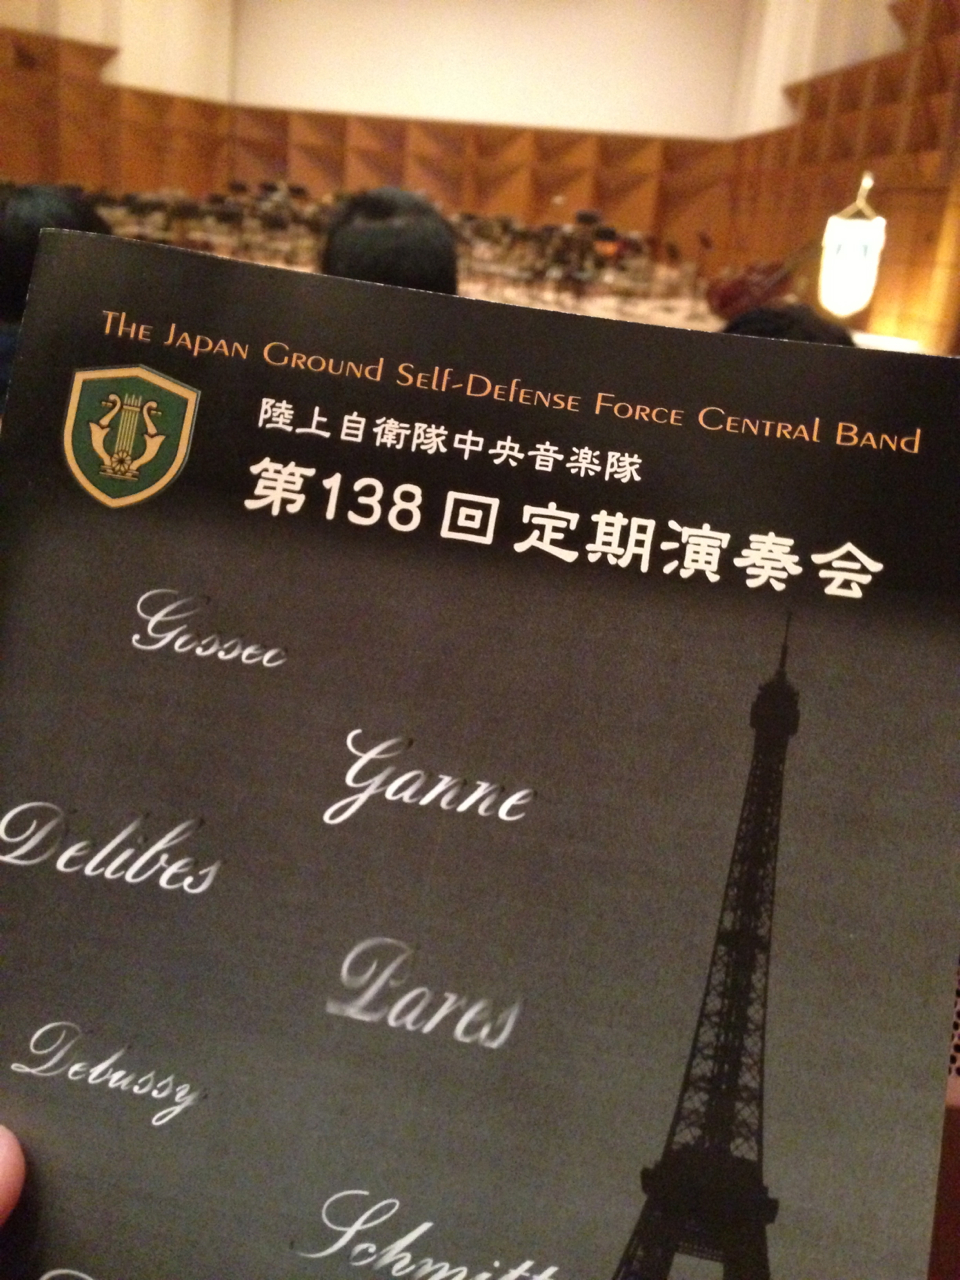 The Japan Ground Self-Defense Force Central Band
陸上自衛隊中央音楽隊
第138回 定期演奏会
Gossec
Ganne
Delibes
Pares
Debussy
Schmitt